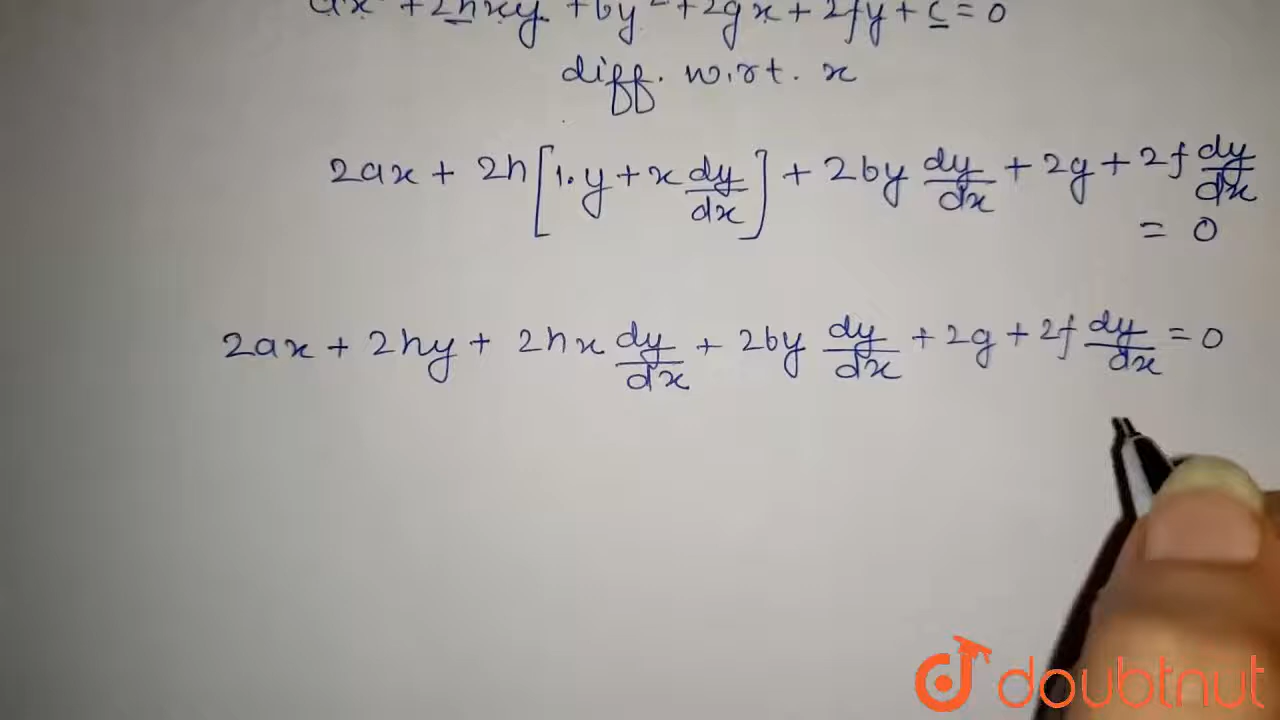 ax² + 2hxy + by² + 2gx + 2fy + c = 0
diff. w.r.t. x
2ax + 2h[1.y + x dy/dx] + 2by dy/dx + 2g + 2f dy/dx
= 0
2ax + 2hy + 2hx dy/dx + 2by dy/dx + 2g + 2f dy/dx = 0
doubtnut